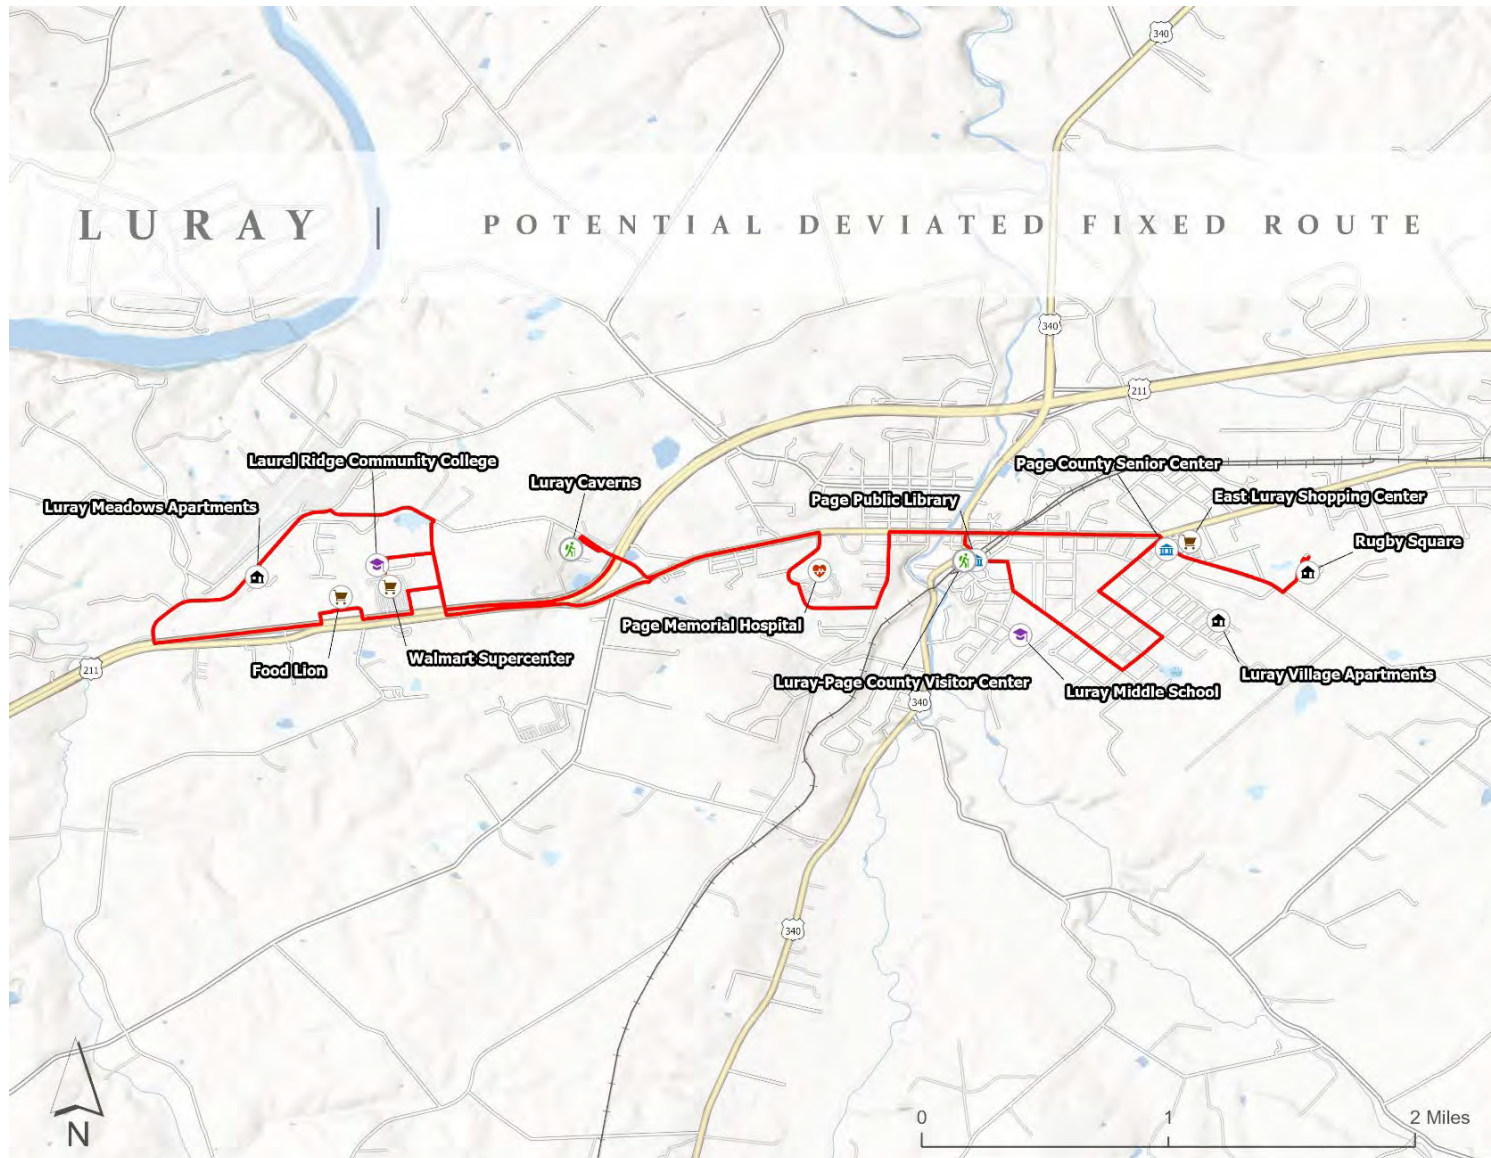 340
LURAY | POTENTIAL DEVIATED FIXED ROUTE
340
211
Laurel Ridge Community College
Page County Senior Center
Luray Caverns
Luray Meadows Apartments
Page Public Library
East Luray Shopping Center
Rugby Square
Page Memorial Hospital
Food Lion
Walmart Supercenter
211
Luray-Page County Visitor Center
Luray Middle School
Luray Village Apartments
340
340
N
0 1 2 Miles